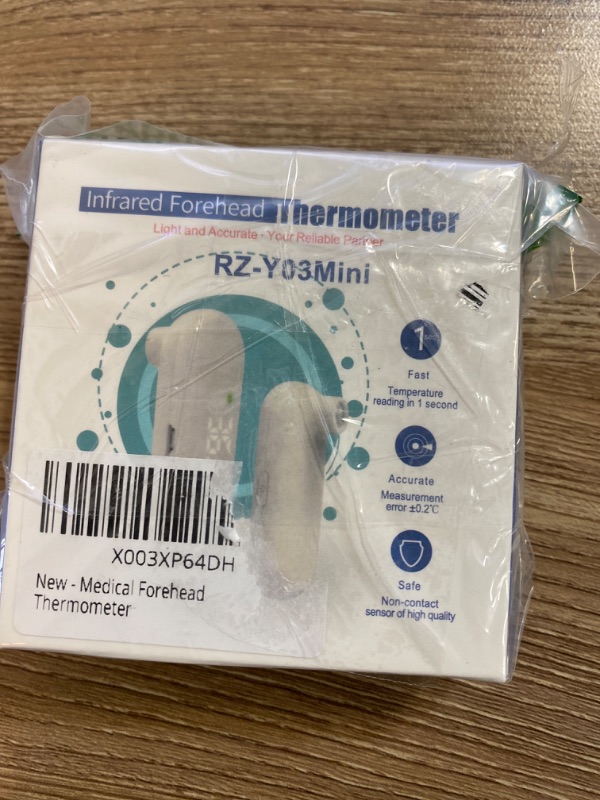 Infrared Forehead Thermometer
Light and Accurate - Your Reliable Partner
RZ-Y03Mini
1
Fast
Temperature
reading in 1 second
Accurate
Measurement
error ±0.2℃
Safe
Non-contact
sensor of high quality
X003XP64DH
New - Medical Forehead
Thermometer